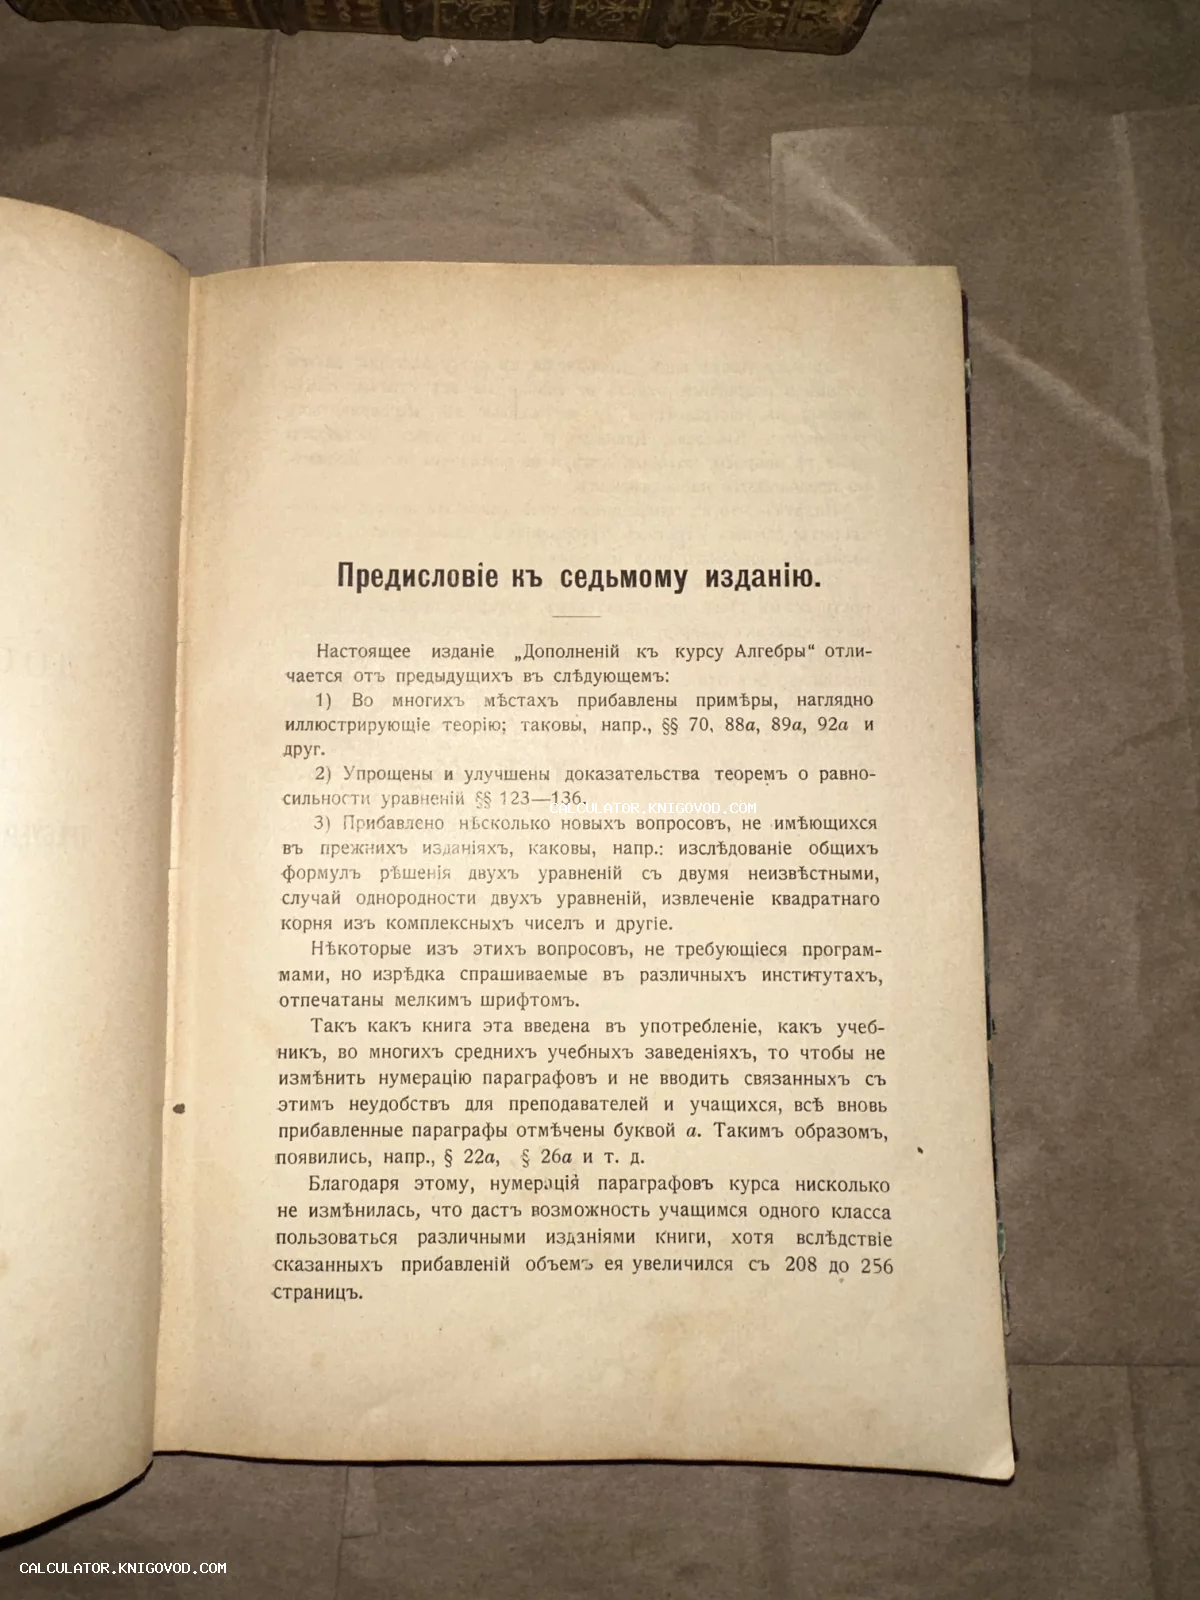 Предисловіе къ седьмому изданію.
Настоящее изданіе „Дополненій къ курсу Алгебры“ отли-
чается отъ предыдущихъ въ слѣдующемъ:
1) Во многихъ мѣстахъ прибавлены примѣры, наглядно
иллюстрирующіе теорію; таковы, напр., §§ 70, 88а, 89а, 92а и
друг.
2) Упрощены и улучшены доказательства теоремъ о равно-
сильности уравненій §§ 123—136.
CALCULATOR.KNIGOVOD.COM
3) Прибавлено нѣсколько новыхъ вопросовъ, не имѣющихся
въ прежнихъ изданіяхъ, каковы, напр.: изслѣдованіе общихъ
формулъ рѣшенія двухъ уравненій съ двумя неизвѣстными,
случай однородности двухъ уравненій, извлеченіе квадратнаго
корня изъ комплексныхъ чиселъ и другіе.
Нѣкоторые изъ этихъ вопросовъ, не требующіеся програм-
мами, но изрѣдка спрашиваемые въ различныхъ институтахъ,
отпечатаны мелкимъ шрифтомъ.
Такъ какъ книга эта введена въ употребленіе, какъ учеб-
никъ, во многихъ среднихъ учебныхъ заведеніяхъ, то чтобы не
измѣнить нумерацію параграфовъ и не вводить связанныхъ съ
этимъ неудобствъ для преподавателей и учащихся, всѣ вновь
прибавленные параграфы отмѣчены буквой а. Такимъ образомъ,
появились, напр., § 22а, § 26а и т. д.
Благодаря этому, нумерація параграфовъ курса нисколько
не измѣнилась, что дастъ возможность учащимся одного класса
пользоваться различными изданіями книги, хотя вслѣдствіе
сказанныхъ прибавленій объемъ ея увеличился съ 208 до 256
страницъ.
CALCULATOR.KNIGOVOD.COM